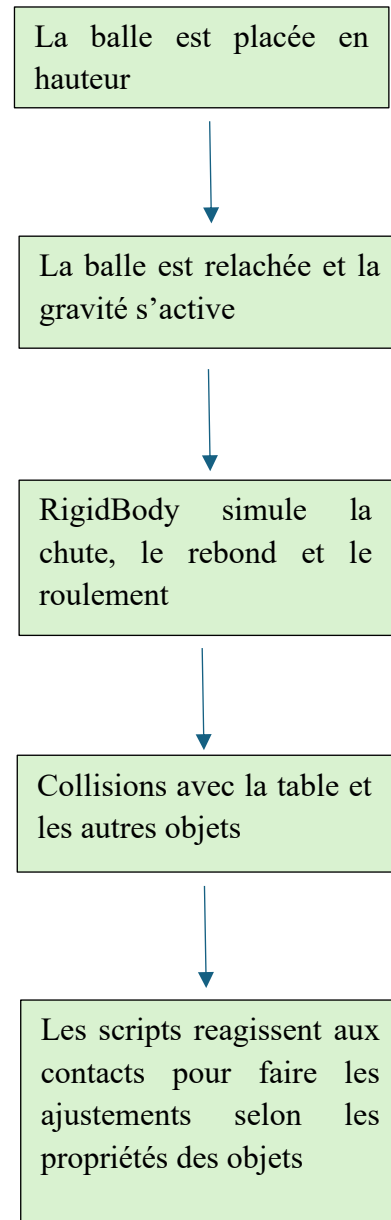 La balle est placée en
hauteur
La balle est relachée et la
gravité s’active
RigidBody simule la
chute, le rebond et le
roulement
Collisions avec la table et
les autres objets
Les scripts reagissent aux
contacts pour faire les
ajustements selon les
propriétés des objets